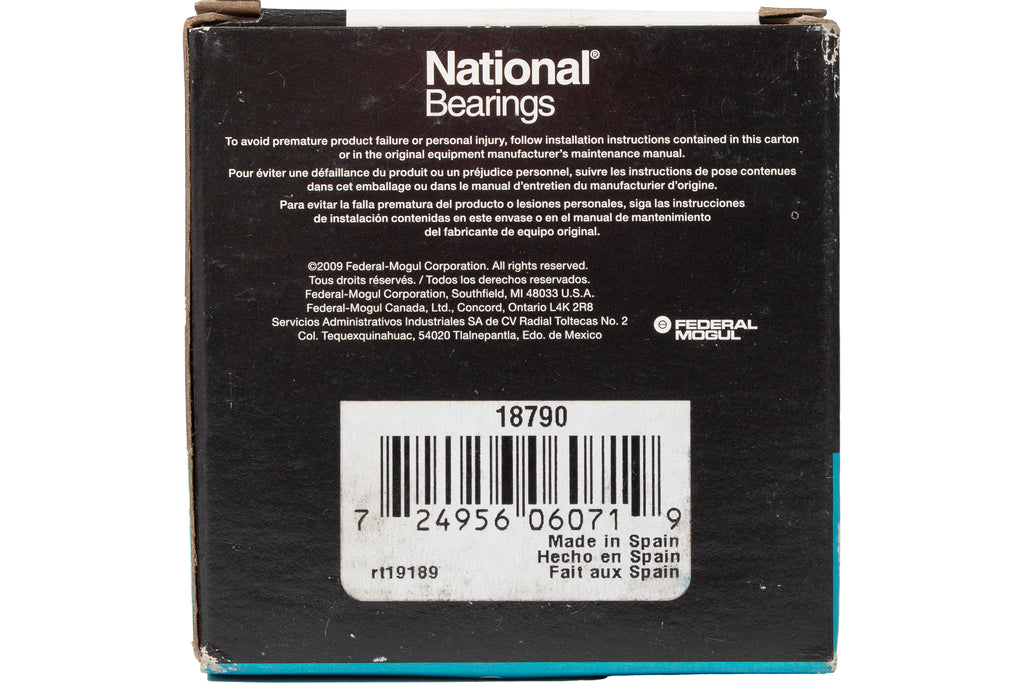 National®
Bearings
To avoid premature product failure or personal injury, follow installation instructions contained in this carton
or in the original equipment manufacturer's maintenance manual.
Pour éviter une défaillance du produit ou un préjudice personnel, suivre les instructions de pose contenues
dans cet emballage ou dans le manual d'entretien du manufacturier d'origine.
Para evitar la falla prematura del producto o lesiones personales, siga las instrucciones
de instalación contenidas en este envase o en el manual de mantenimiento
del fabricante de equipo original.
©2009 Federal-Mogul Corporation. All rights reserved.
Tous droits réservés. / Todos los derechos reservados.
Federal-Mogul Corporation, Southfield, MI 48033 U.S.A.
Federal-Mogul Canada, Ltd., Concord, Ontario L4K 2R8
Servicios Administrativos Industriales SA de CV Radial Toltecas No. 2
Col. Tequexquinahuac, 54020 Tlalnepantla, Edo. de Mexico
FEDERAL
MOGUL
18790
7 24956 06071 9
Made in Spain
Hecho en Spain
rt19189 Fait aux Spain